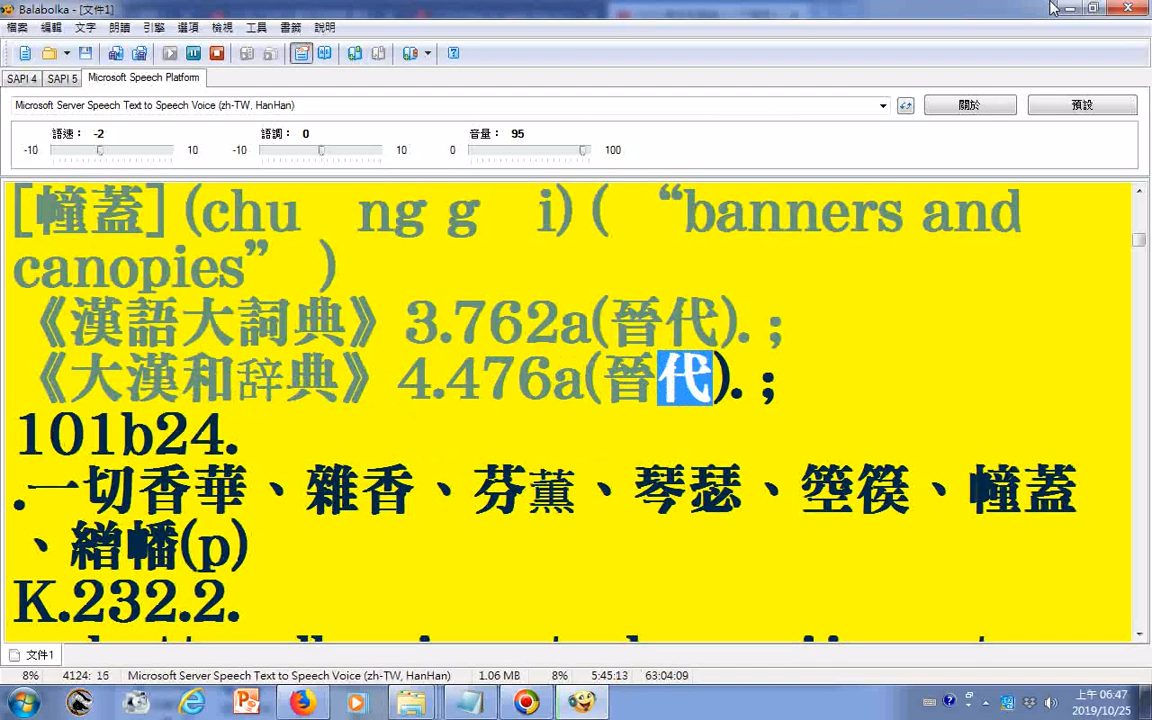 Balabolka - [文件1]
檔案 編輯 文字 朗讀 引擎 選項 檢視 工具 書籤 說明
SAPI 4 SAPI 5 Microsoft Speech Platform
Microsoft Server Speech Text to Speech Voice (zh-TW, HanHan) 關於 預設
語速： -2 語調： 0 音量： 95
-10 10 -10 10 0 100
[幢蓋] (chu ng g i) ( “banners and
canopies” )
《漢語大詞典》 3.762a(晉代). ;
《大漢和辞典》 4.476a(晉代). ;
101b24.
.一切香華、雜香、芬薰、琴瑟、箜篌、幢蓋
、繒幡(p)
K.232.2.
文件1
8% 4124: 16 Microsoft Server Speech Text to Speech Voice (zh-TW, HanHan) 1.06 MB 8% 5:45:13 63:04:09
上午 06:47
2019/10/25